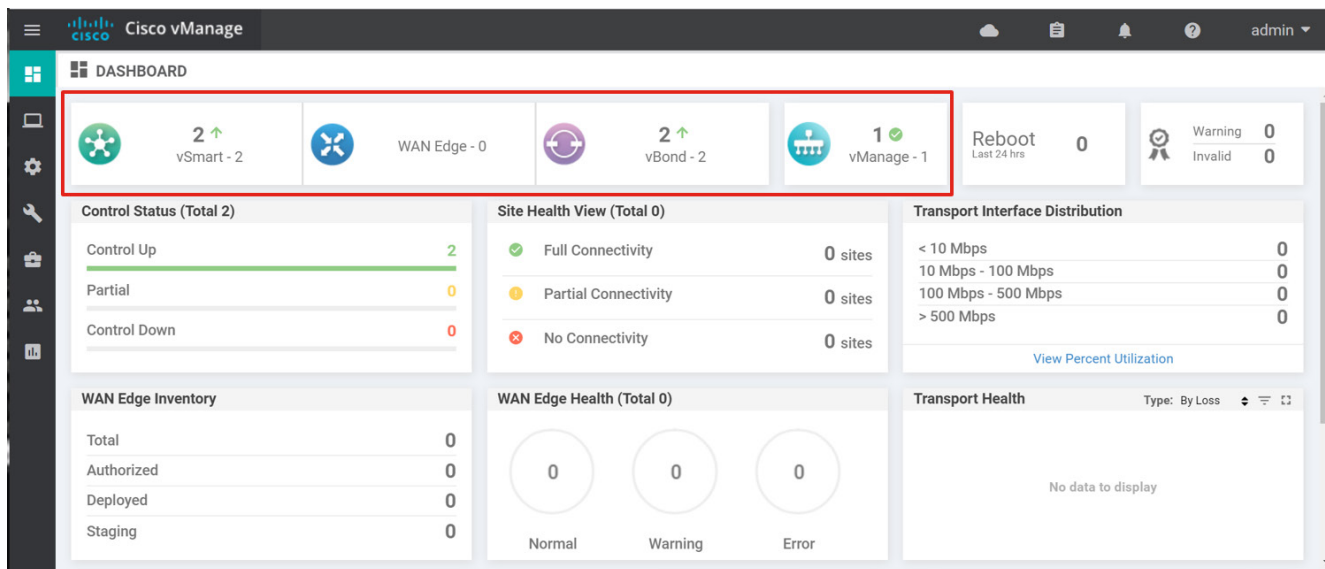 cisco Cisco vManage admin
DASHBOARD
2 vSmart - 2
WAN Edge - 0
2 vBond - 2
1 vManage - 1
Reboot Last 24 hrs 0
Warning 0
Invalid 0
Control Status (Total 2)
Control Up 2
Partial 0
Control Down 0
Site Health View (Total 0)
Full Connectivity 0 sites
Partial Connectivity 0 sites
No Connectivity 0 sites
Transport Interface Distribution
< 10 Mbps 0
10 Mbps - 100 Mbps 0
100 Mbps - 500 Mbps 0
> 500 Mbps 0
View Percent Utilization
WAN Edge Inventory
Total 0
Authorized 0
Deployed 0
Staging 0
WAN Edge Health (Total 0)
0 0 0
Normal Warning Error
Transport Health Type: By Loss
No data to display